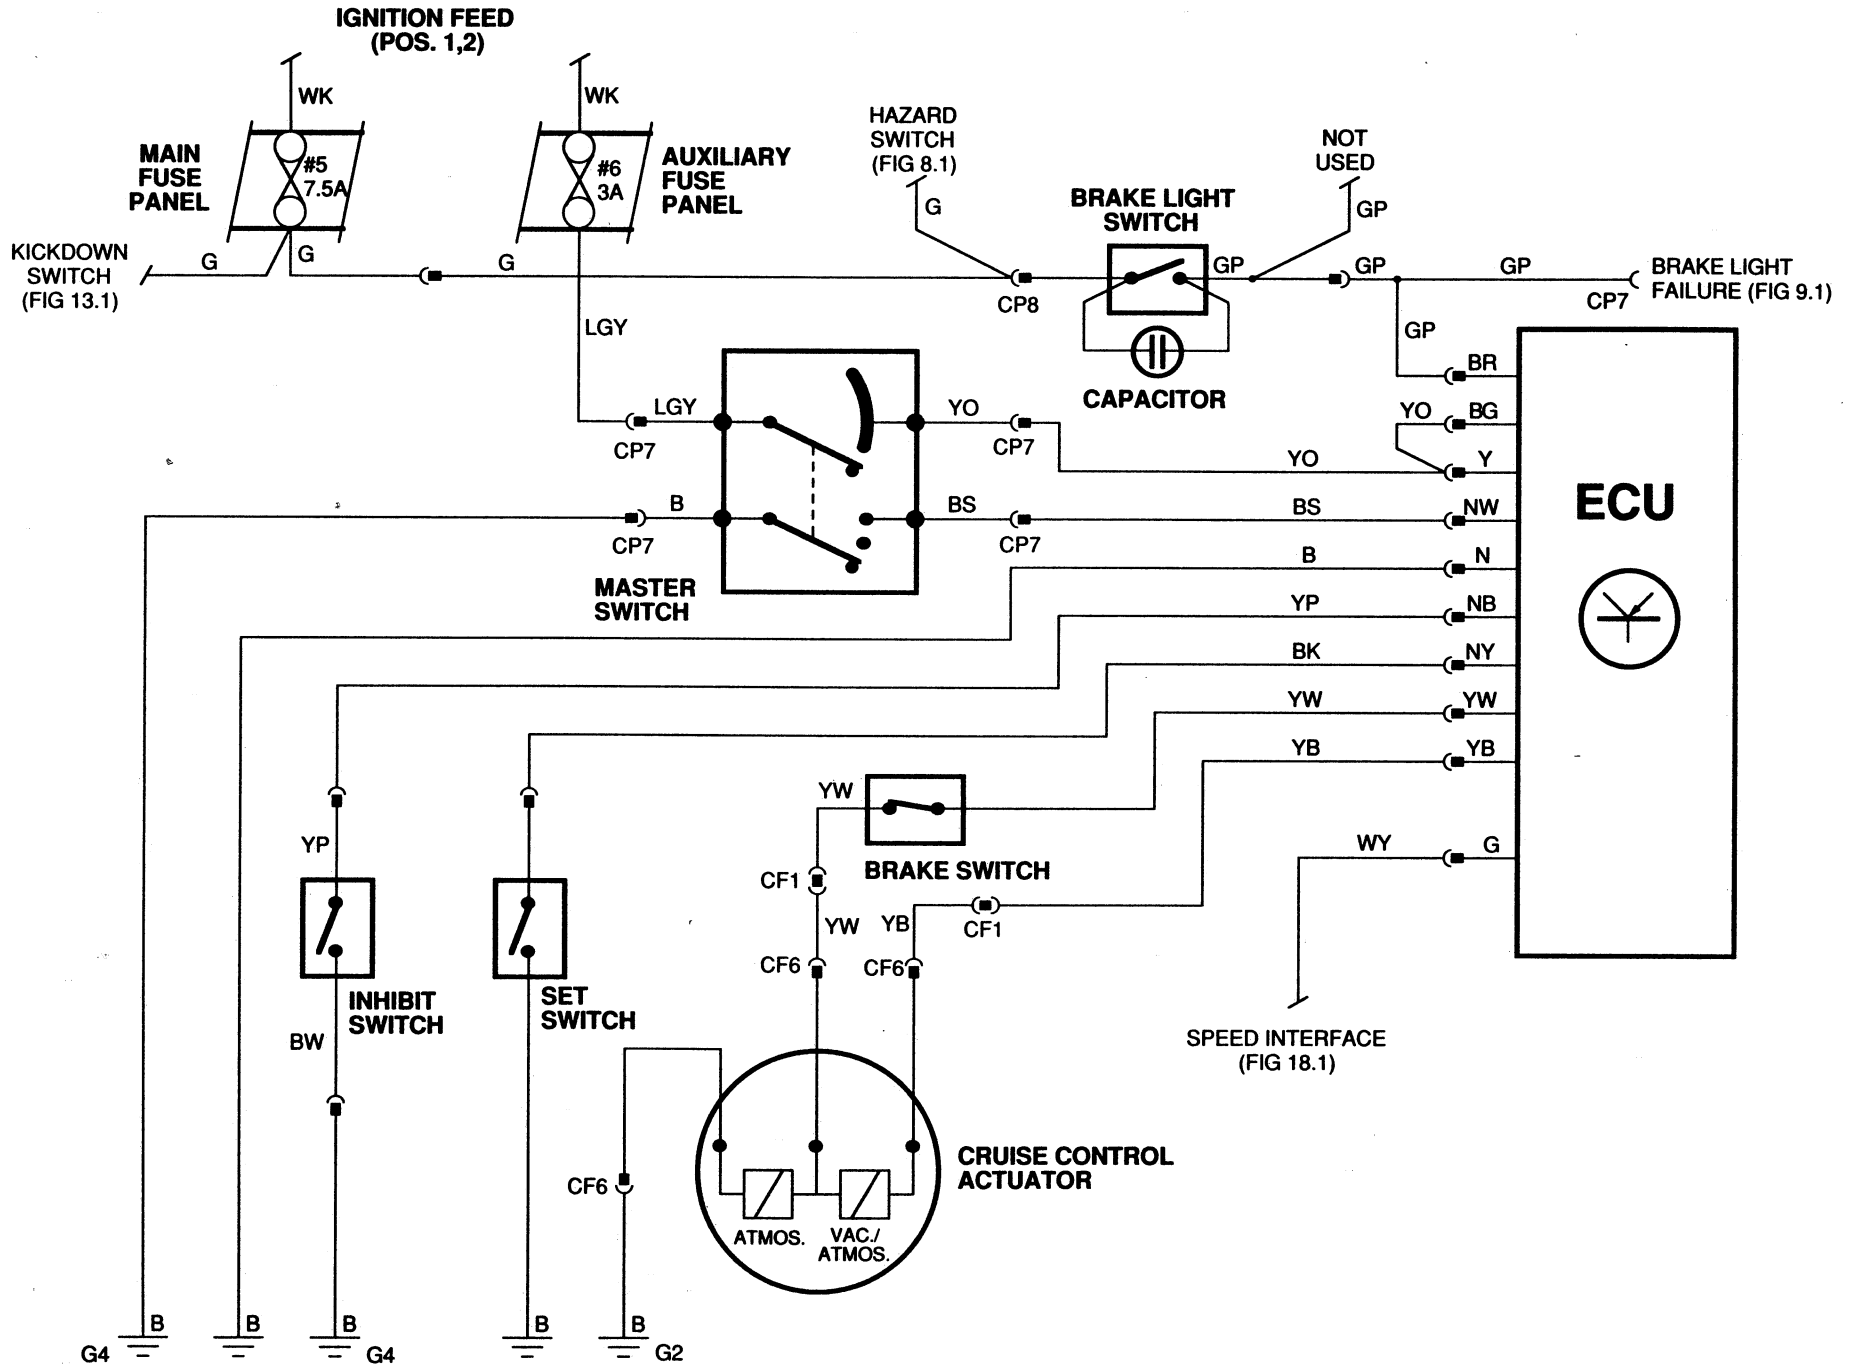 IGNITION FEED
(POS. 1,2)
WK
WK
MAIN
FUSE
PANEL
#5
7.5A
#6
3A
AUXILIARY
FUSE
PANEL
HAZARD
SWITCH
(FIG 8.1)
G
NOT
USED
GP
BRAKE LIGHT
SWITCH
KICKDOWN
SWITCH
(FIG 13.1)
G
G
G
CP8
GP
GP
GP
CP7
BRAKE LIGHT
FAILURE (FIG 9.1)
LGY
GP
CAPACITOR
BR
LGY
CP7
YO
CP7
YO
BG
YO
Y
ECU
B
CP7
BS
CP7
BS
NW
MASTER
SWITCH
B
N
YP
NB
BK
NY
YW
YW
YB
YB
YW
BRAKE SWITCH
WY
G
YP
CF1
YW
YB
CF1
CF6
CF6
INHIBIT
SWITCH
SET
SWITCH
BW
SPEED INTERFACE
(FIG 18.1)
CRUISE CONTROL
ACTUATOR
CF6
ATMOS.
VAC./
ATMOS.
B
G4
B
B
G4
B
B
G2